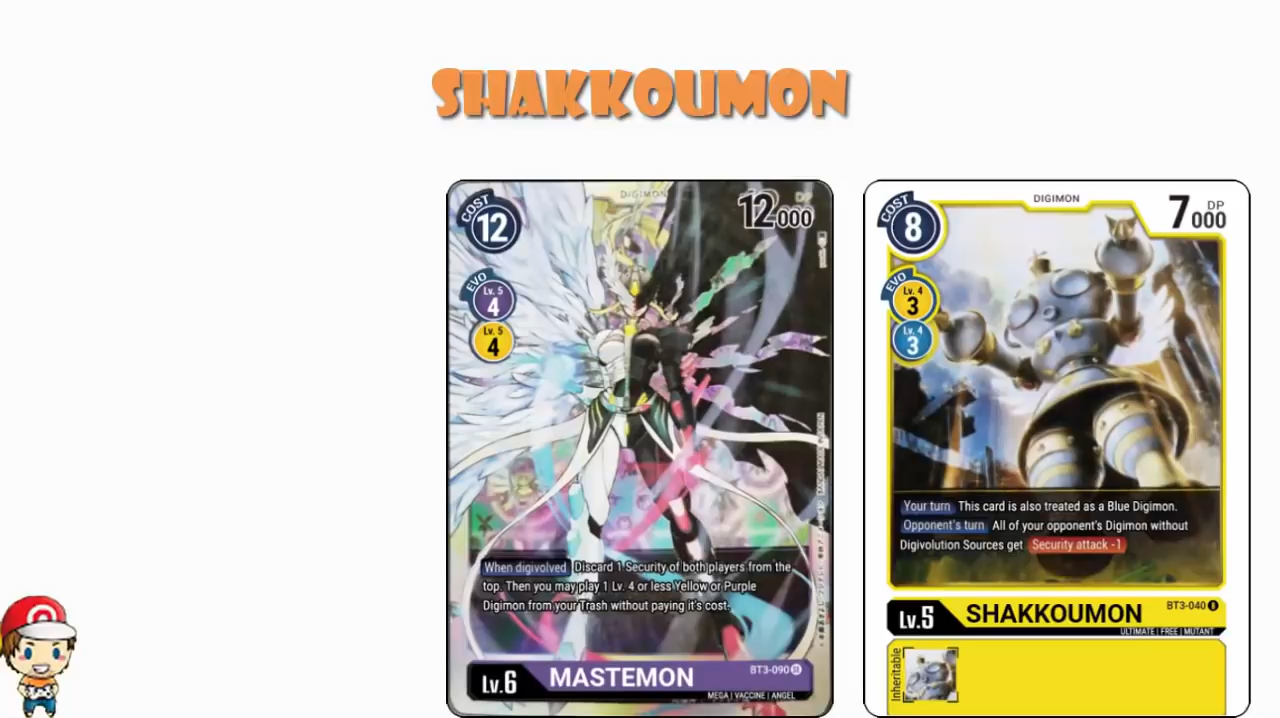 SHAKKOUMON
COST
12
DIGIMON
DP
12000
EVO
Lv. 5
4
Lv. 5
4
When digivolved Discard 1 Security of both players from the
top. Then you may play 1 Lv. 4 or less Yellow or Purple
Digimon from your Trash without paying it's cost.
Lv.6
MASTEMON
BT3-090 SR
MEGA | VACCINE | ANGEL
COST
8
DIGIMON
DP
7000
EVO
Lv. 4
3
Lv. 4
3
Your turn This card is also treated as a Blue Digimon.
Opponent's turn All of your opponent's Digimon without
Digivolution Sources get Security attack -1
Lv.5
SHAKKOUMON
BT3-040 R
ULTIMATE | FREE | MUTANT
Inheritable